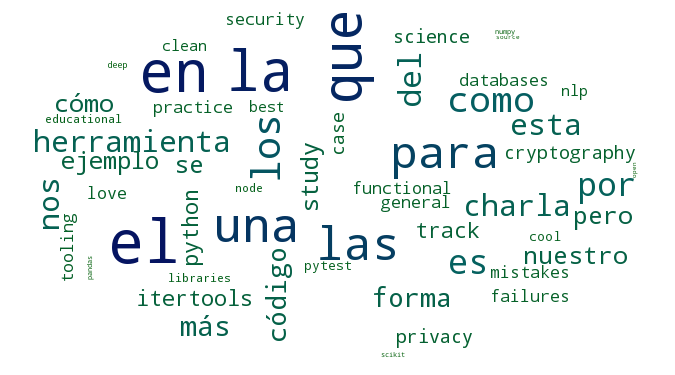 security
que
science
numpy
source
clean
deep
en
la
del
databases
nlp
cómo
practice
best
como
educational
los
case
esta
herramienta
para
ejemplo
se
study
cryptography
open
nos
love
node
functional
por
python
general
charla
pero
tooling
el
una
las
track
cool
pandas
código
pytest
es
nuestro
libraries
mistakes
itertools
forma
failures
más
privacy
scikit